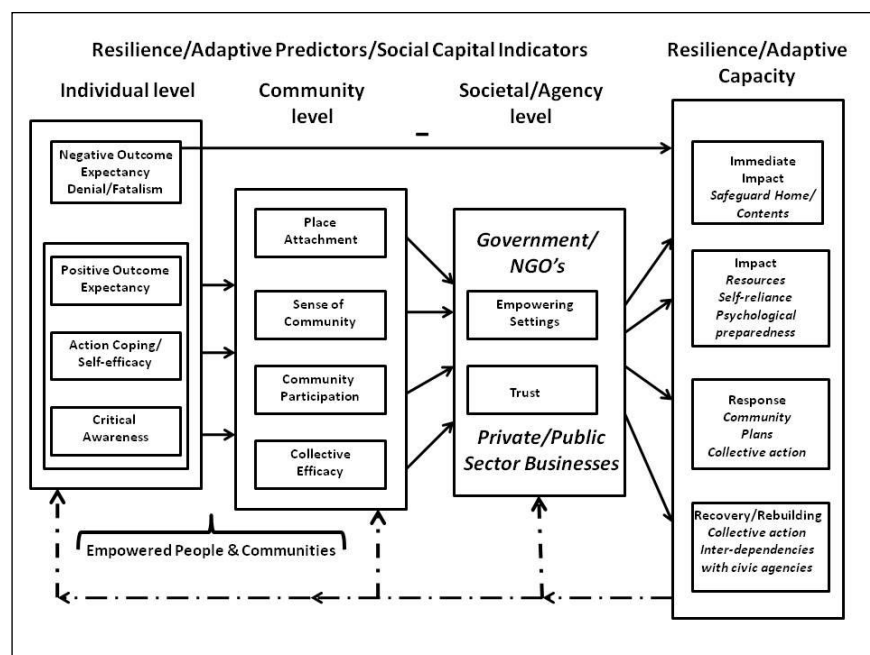 Resilience/Adaptive Predictors/Social Capital Indicators
Resilience/Adaptive
Capacity
Individual level
Community
level
Societal/Agency
level
–
Negative Outcome
Expectancy
Denial/Fatalism
Positive Outcome
Expectancy
Action Coping/
Self-efficacy
Critical
Awareness
Place
Attachment
Sense of
Community
Community
Participation
Collective
Efficacy
Government/
NGO's
Empowering
Settings
Trust
Private/Public
Sector Businesses
Immediate
Impact
Safeguard Home/
Contents
Impact
Resources
Self-reliance
Psychological
preparedness
Response
Community
Plans
Collective action
Recovery/Rebuilding
Collective action
Inter-dependencies
with civic agencies
Empowered People & Communities